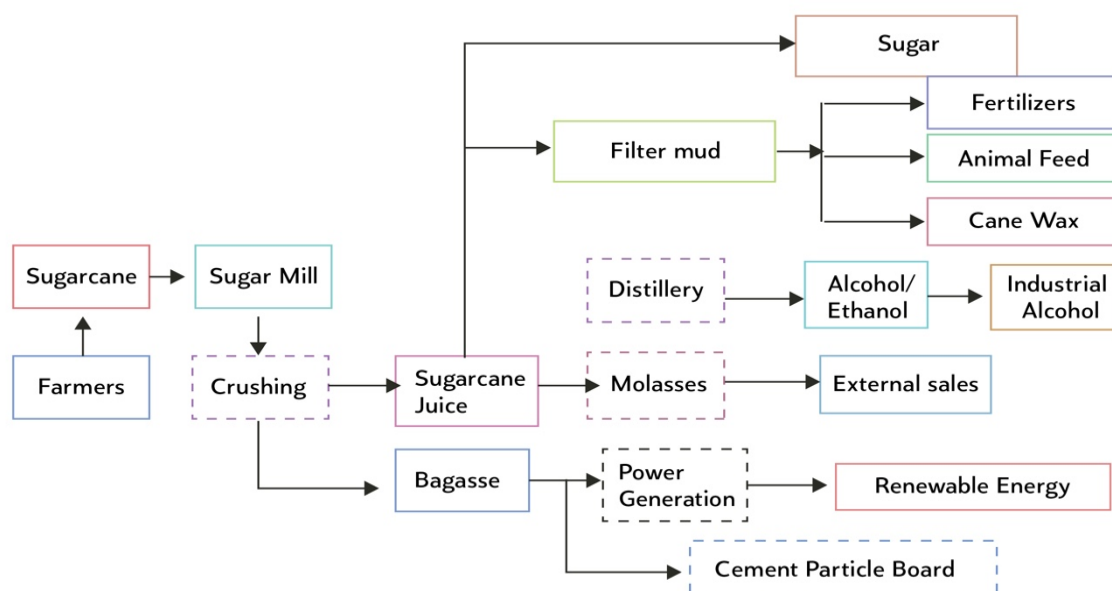 Sugar
Fertilizers
Filter mud
Animal Feed
Cane Wax
Sugarcane
Sugar Mill
Distillery
Alcohol/
Ethanol
Industrial
Alcohol
Farmers
Crushing
Sugarcane
Juice
Molasses
External sales
Bagasse
Power
Generation
Renewable Energy
Cement Particle Board